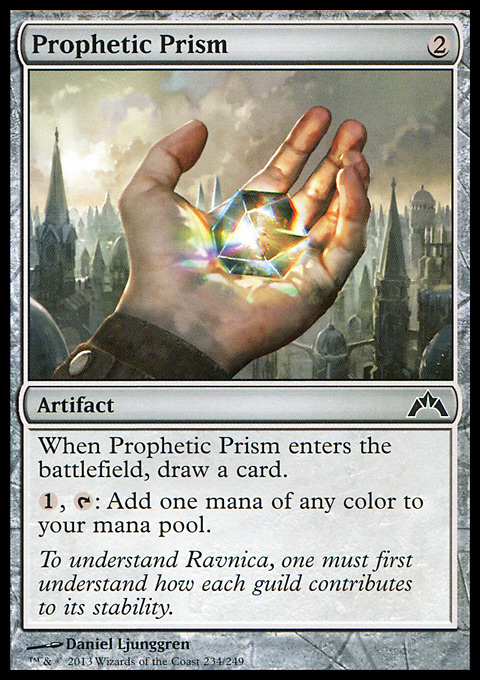 Prophetic Prism 2
Artifact
When Prophetic Prism enters the
battlefield, draw a card.
1, : Add one mana of any color to
your mana pool.
To understand Ravnica, one must first
understand how each guild contributes
to its stability.
Daniel Ljunggren
™ & © 2013 Wizards of the Coast 234/249